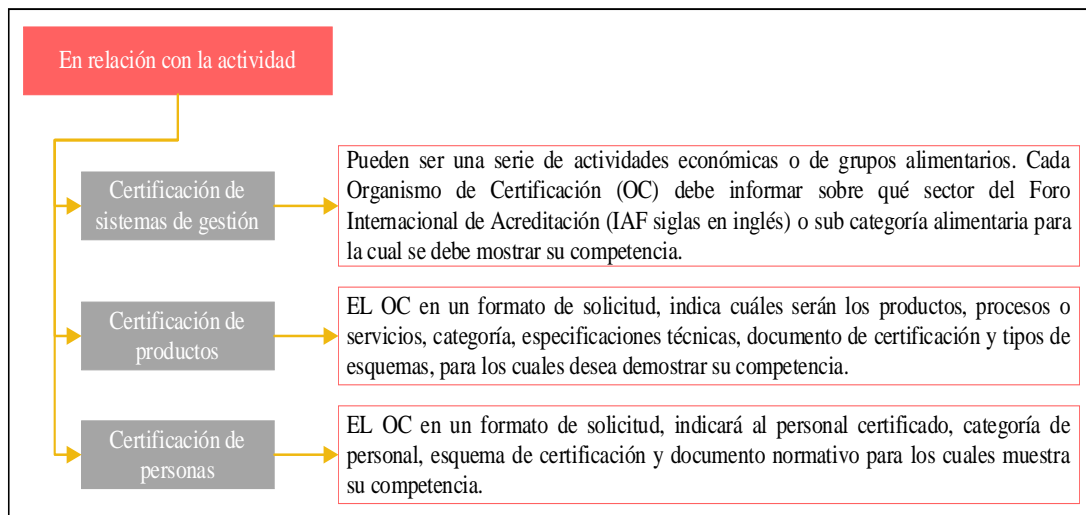 En relación con la actividad
Certificación de
sistemas de gestión
Pueden ser una serie de actividades económicas o de grupos alimentarios. Cada
Organismo de Certificación (OC) debe informar sobre qué sector del Foro
Internacional de Acreditación (IAF siglas en inglés) o sub categoría alimentaria para
la cual se debe mostrar su competencia.
Certificación de
productos
EL OC en un formato de solicitud, indica cuáles serán los productos, procesos o
servicios, categoría, especificaciones técnicas, documento de certificación y tipos de
esquemas, para los cuales desea demostrar su competencia.
Certificación de
personas
EL OC en un formato de solicitud, indicará al personal certificado, categoría de
personal, esquema de certificación y documento normativo para los cuales muestra
su competencia.